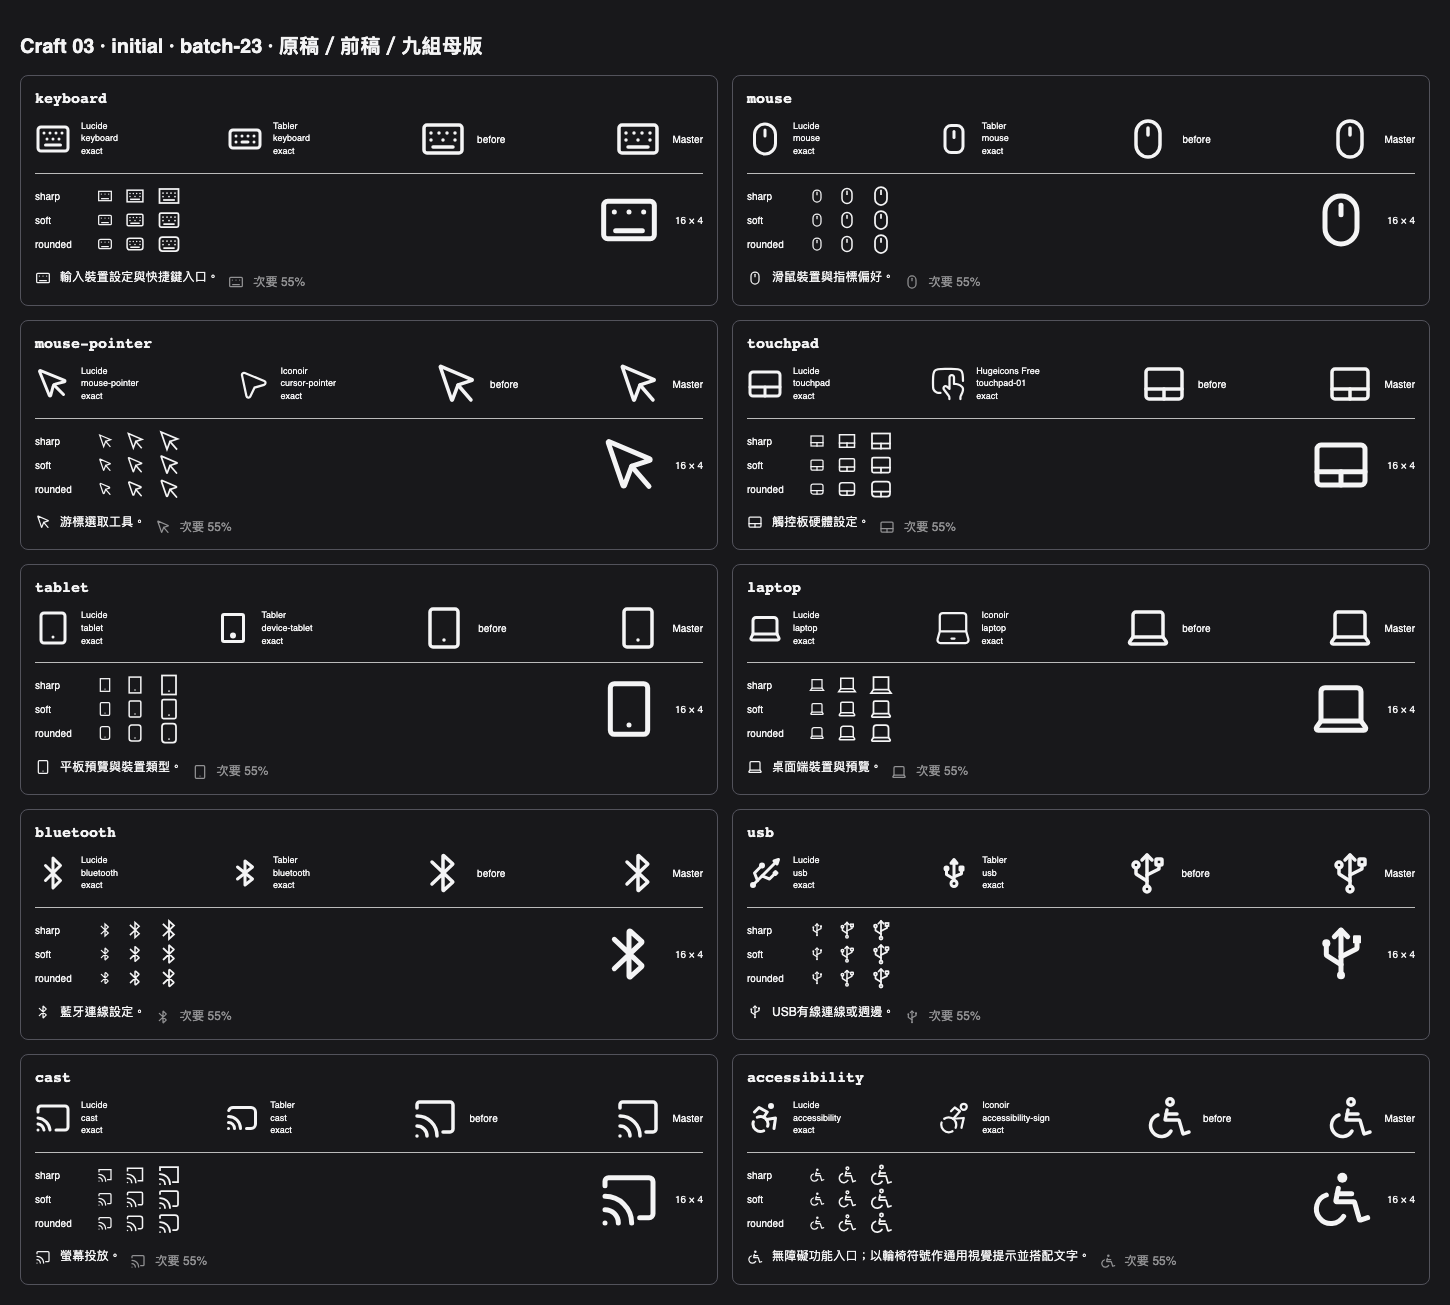 Craft 03 · initial · batch-23 · 原稿 / 前稿 / 九組母版
keyboard
Lucide
keyboard
exact
Tabler
keyboard
exact
before
Master
sharp
soft
rounded
16 × 4
輸入裝置設定與快捷鍵入口。
次要 55%
mouse
Lucide
mouse
exact
Tabler
mouse
exact
before
Master
sharp
soft
rounded
16 × 4
滑鼠裝置與指標偏好。
次要 55%
mouse-pointer
Lucide
mouse-pointer
exact
Iconoir
cursor-pointer
exact
before
Master
sharp
soft
rounded
16 × 4
游標選取工具。
次要 55%
touchpad
Lucide
touchpad
exact
Hugeicons Free
touchpad-01
exact
before
Master
sharp
soft
rounded
16 × 4
觸控板硬體設定。
次要 55%
tablet
Lucide
tablet
exact
Tabler
device-tablet
exact
before
Master
sharp
soft
rounded
16 × 4
平板預覽與裝置類型。
次要 55%
laptop
Lucide
laptop
exact
Iconoir
laptop
exact
before
Master
sharp
soft
rounded
16 × 4
桌面端裝置與預覽。
次要 55%
bluetooth
Lucide
bluetooth
exact
Tabler
bluetooth
exact
before
Master
sharp
soft
rounded
16 × 4
藍牙連線設定。
次要 55%
usb
Lucide
usb
exact
Tabler
usb
exact
before
Master
sharp
soft
rounded
16 × 4
USB有線連線或週邊。
次要 55%
cast
Lucide
cast
exact
Tabler
cast
exact
before
Master
sharp
soft
rounded
16 × 4
螢幕投放。
次要 55%
accessibility
Lucide
accessibility
exact
Iconoir
accessibility-sign
exact
before
Master
sharp
soft
rounded
16 × 4
無障礙功能入口；以輪椅符號作通用視覺提示並搭配文字。
次要 55%